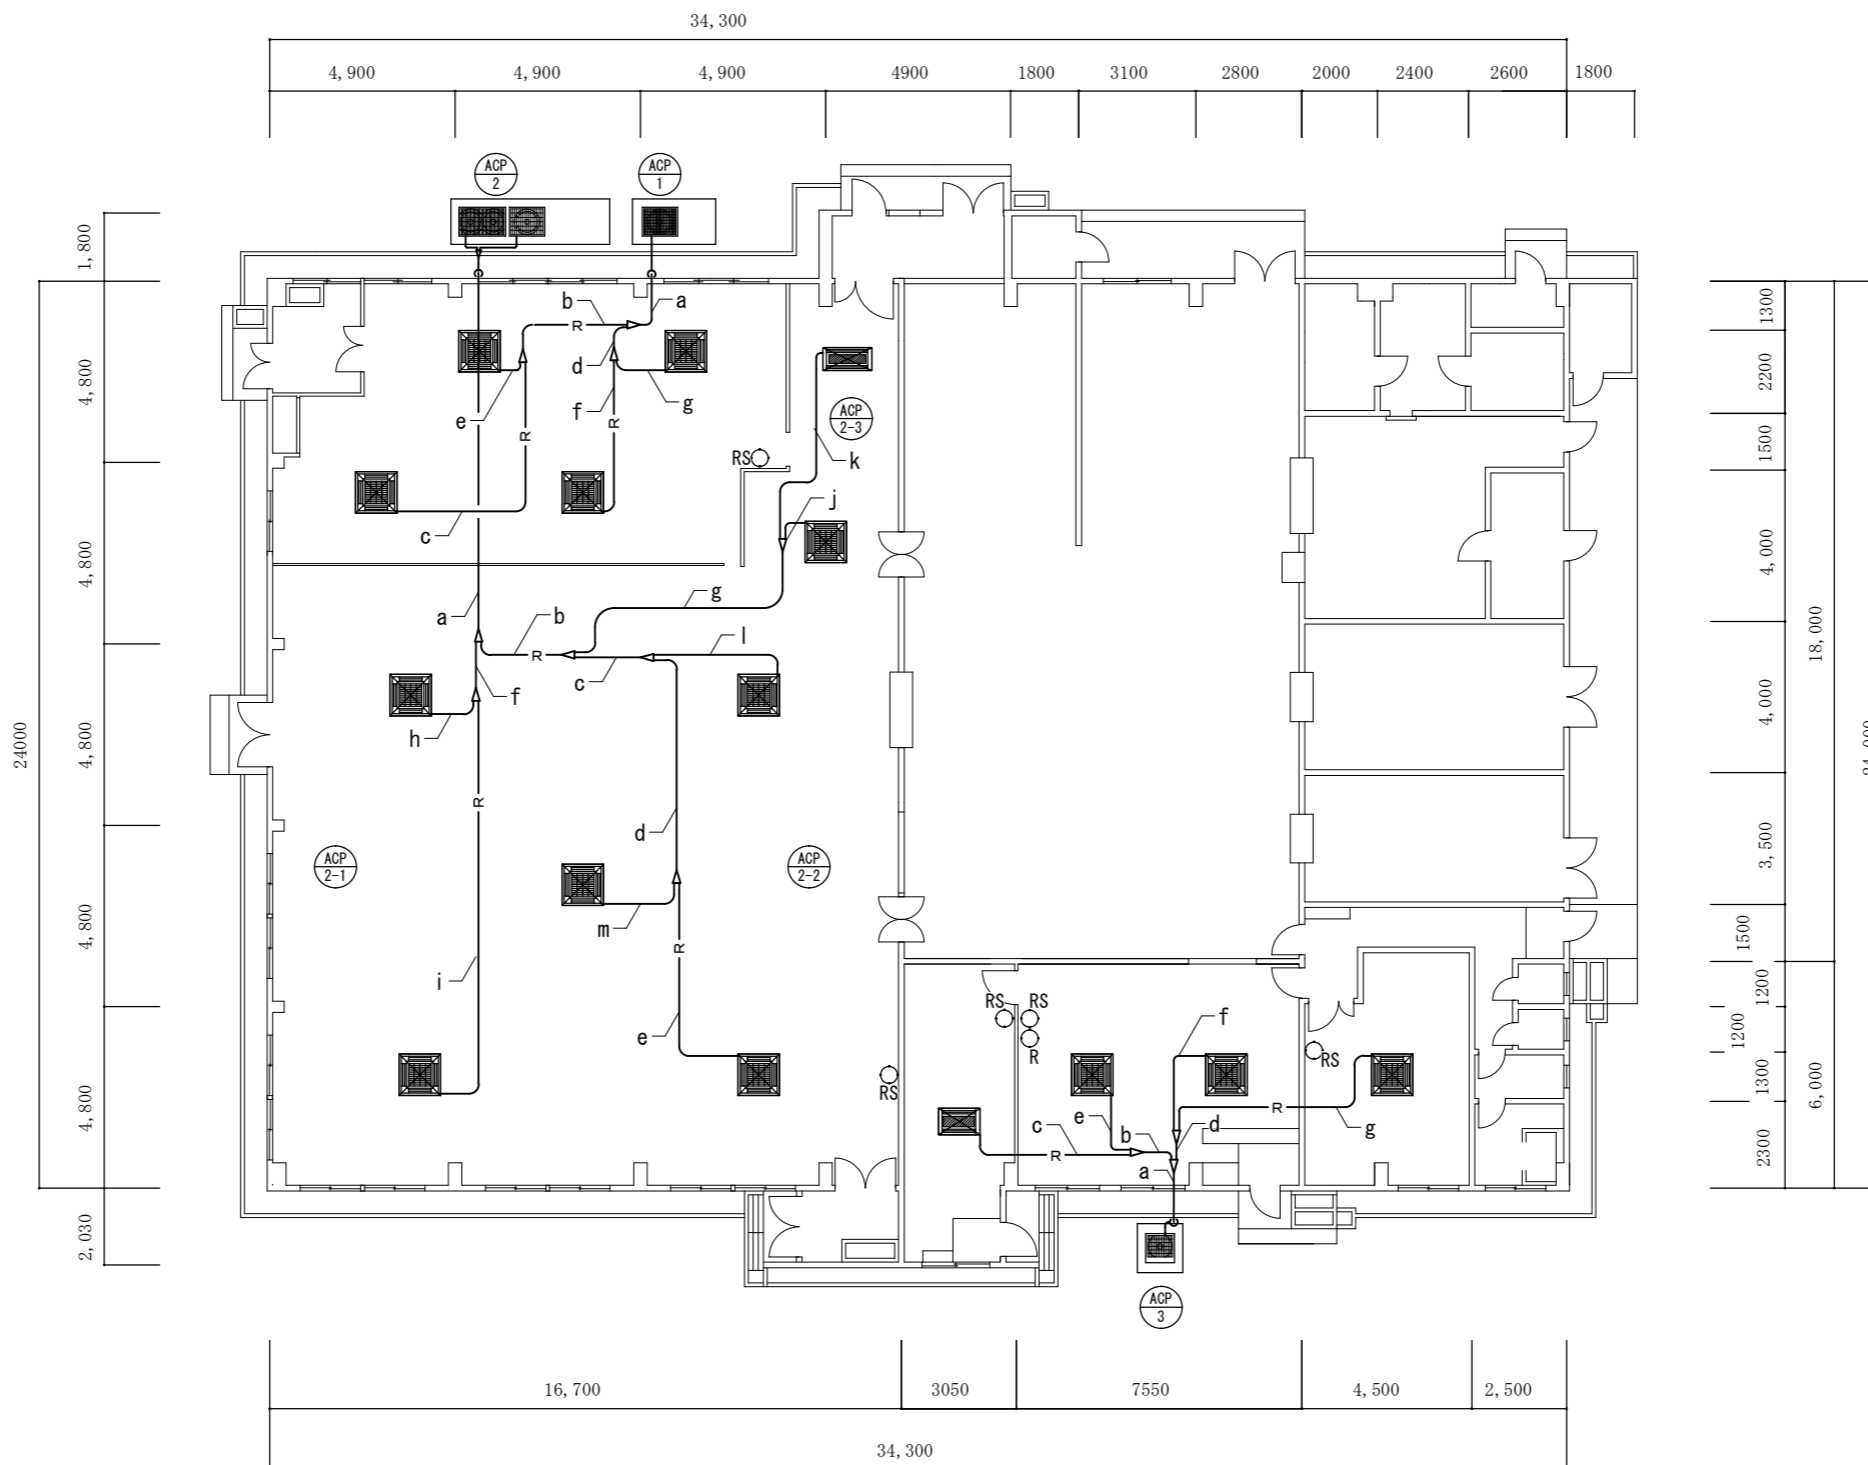 34,300
4,900 4,900 4,900 4900 1800 3100 2800 2000 2400 2600 1800
ACP
2
ACP
1
1,800
4,800
4,800
4,800
4,800
4,800
2,030
24000
b
a
d
e
f
g
c
R
R
R
RS
ACP
2-3
k
j
g
a
b
l
c
R
f
h
R
d
ACP
2-1
ACP
2-2
m
R
i
e
RS
RS
RS
R
RS
f
e
c
b
d
g
R
R
a
ACP
3
1300
2200
1500
4,000
4,000
3,500
1500
1200
1200
1300
2300
18,000
6,000
16,700 3050 7550 4,500 2,500
34,300